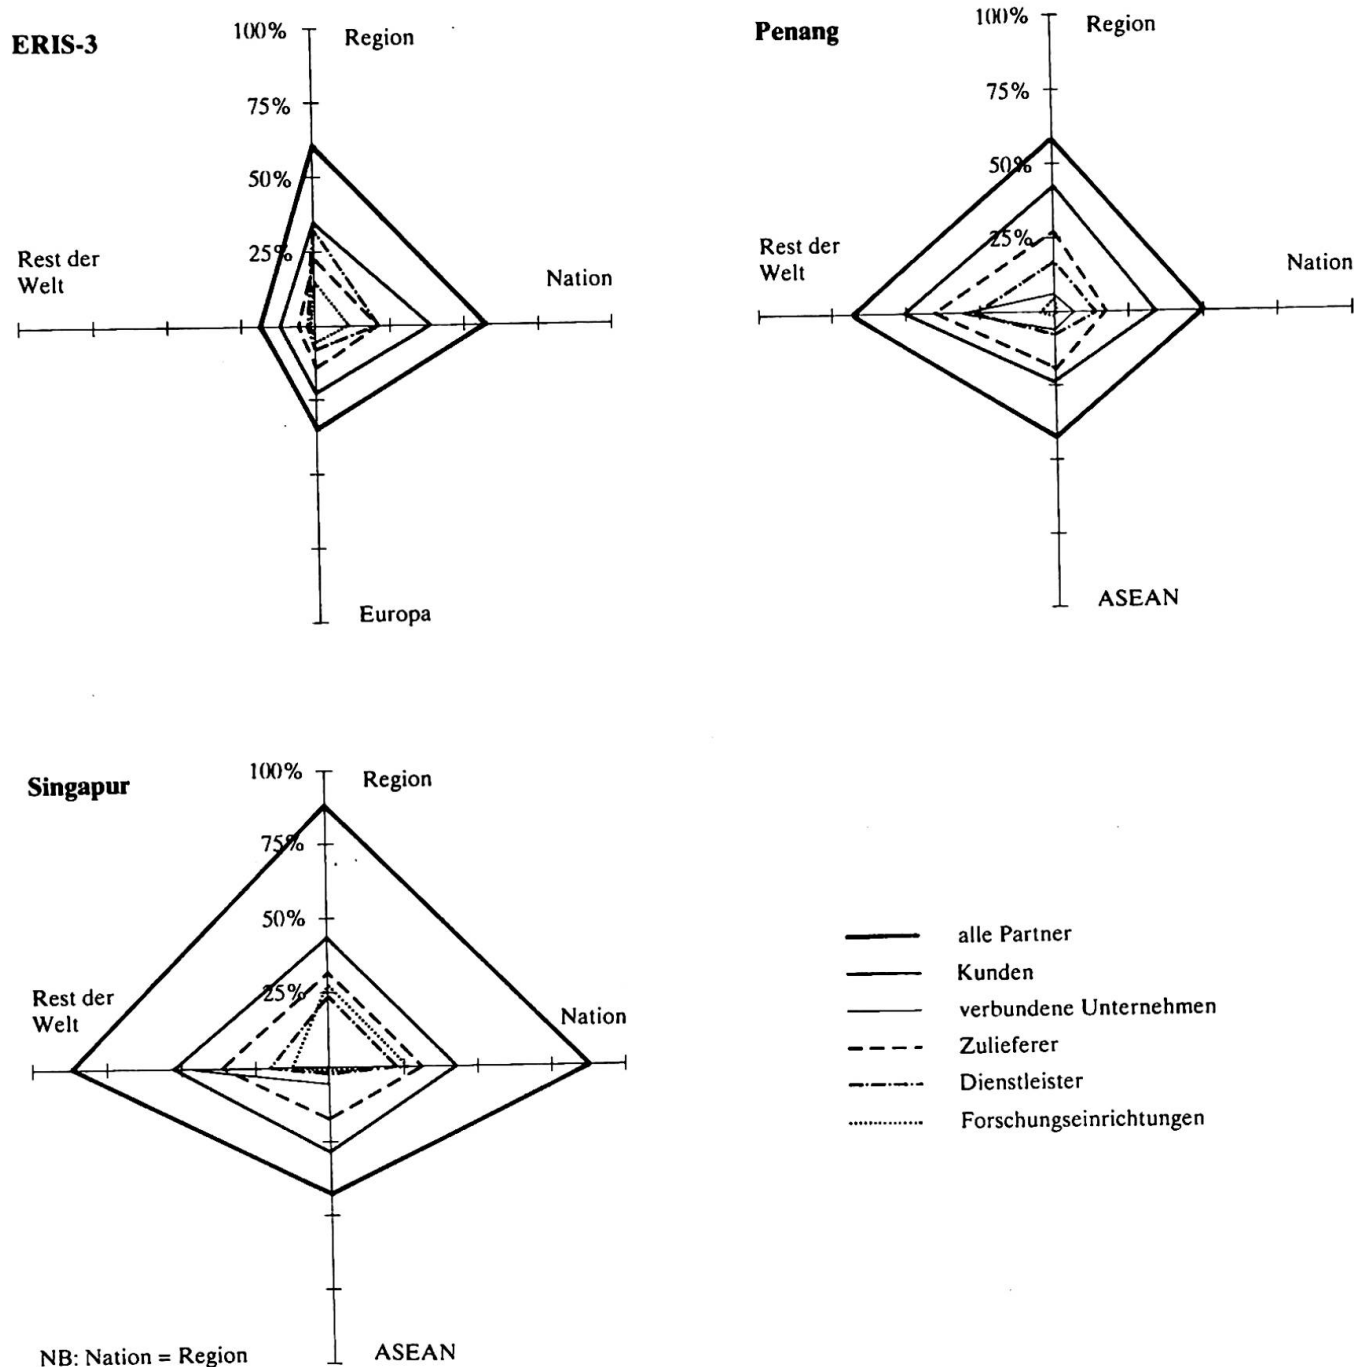 ERIS-3
100%
Region
75%
50%
25%
Rest der
Welt
Nation
Europa
Penang
100%
Region
75%
50%
25%
Rest der
Welt
Nation
ASEAN
Singapur
100%
Region
75%
50%
25%
Rest der
Welt
Nation
ASEAN
NB: Nation = Region
alle Partner
Kunden
verbundene Unternehmen
Zulieferer
Dienstleister
Forschungseinrichtungen